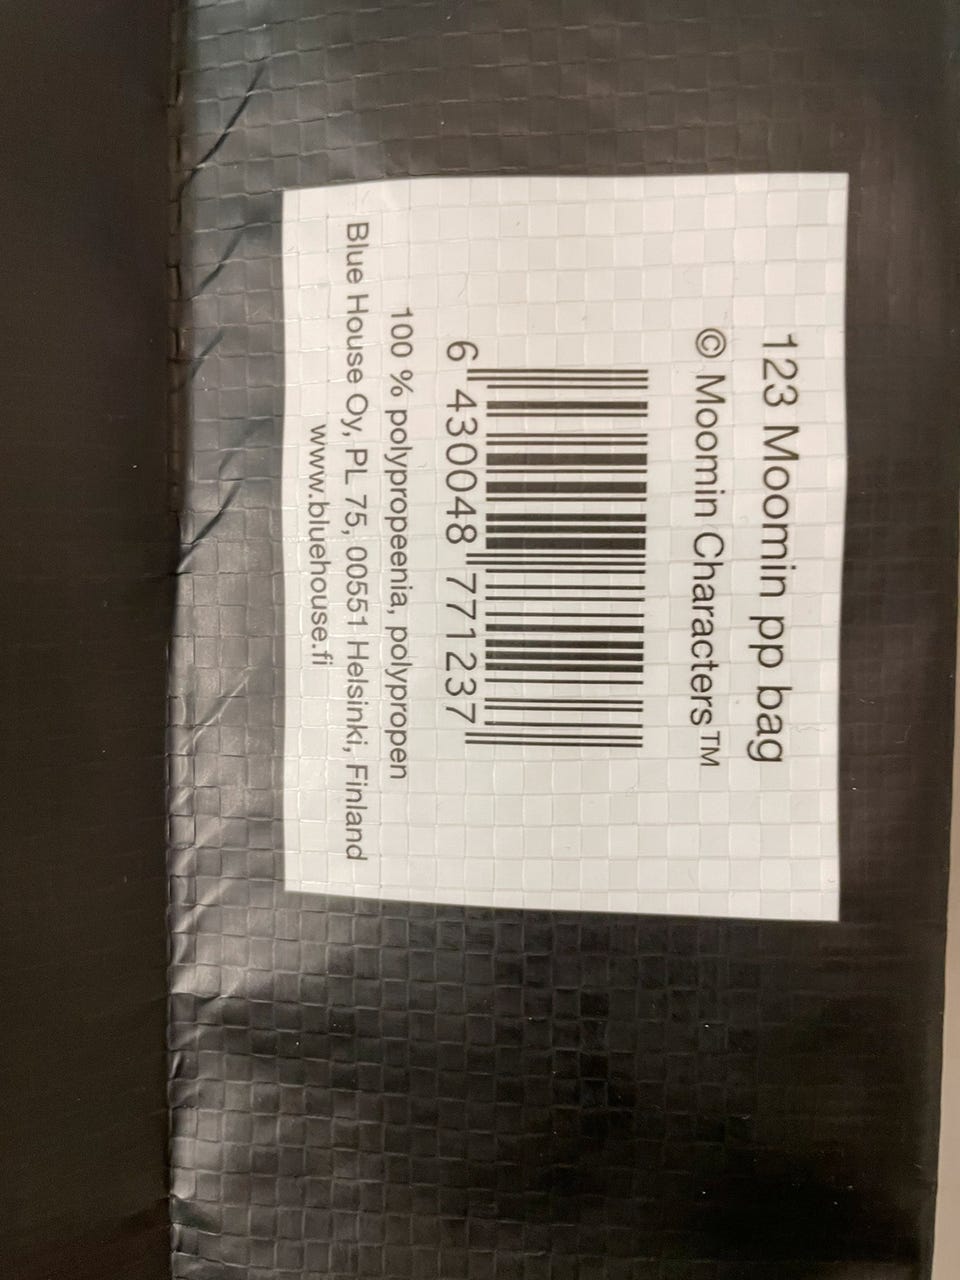 123 Moomin pp bag
© Moomin Characters™
6 430048 771237
100 % polypropeenia, polypropen
Blue House Oy, PL 75, 00551 Helsinki, Finland
www.bluehouse.fi